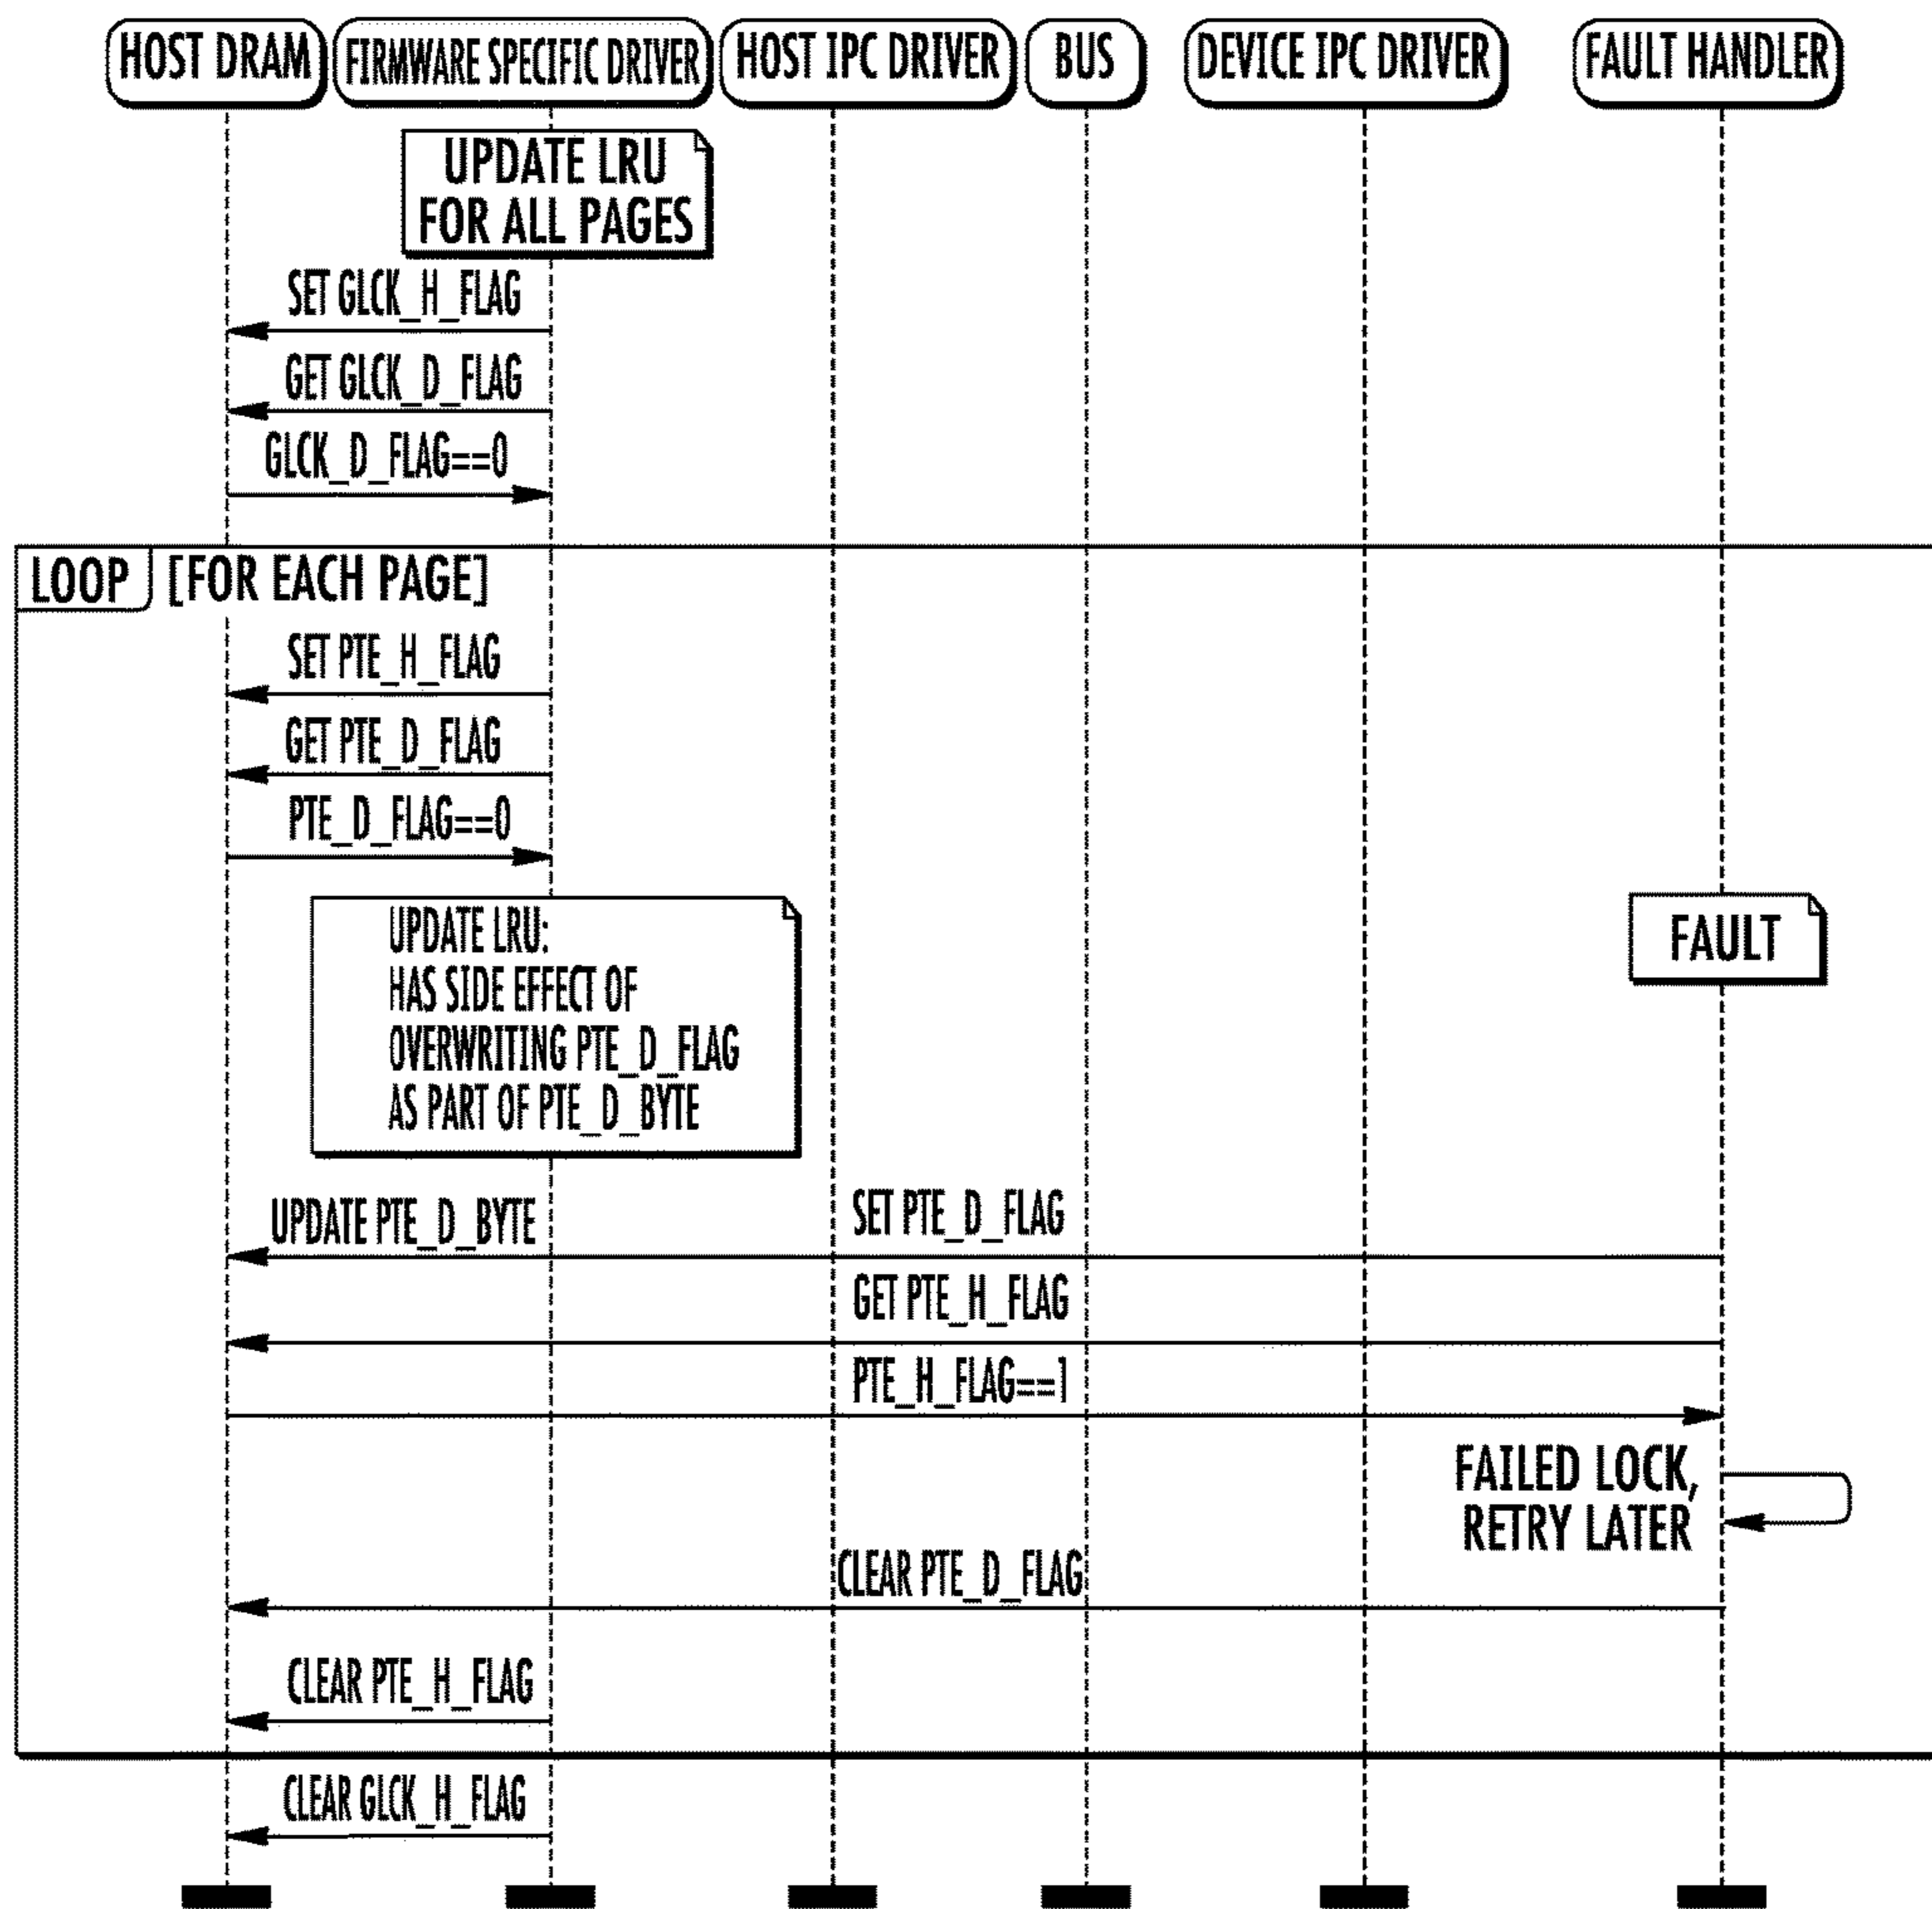 HOST DRAM
FIRMWARE SPECIFIC DRIVER
HOST IPC DRIVER
BUS
DEVICE IPC DRIVER
FAULT HANDLER
UPDATE LRU
FOR ALL PAGES
SET GLCK_H_FLAG
GET GLCK_D_FLAG
GLCK_D_FLAG==0
LOOP [FOR EACH PAGE]
SET PTE_H_FLAG
GET PTE_D_FLAG
PTE_D_FLAG==0
UPDATE LRU:
HAS SIDE EFFECT OF
OVERWRITING PTE_D_FLAG
AS PART OF PTE_D_BYTE
FAULT
UPDATE PTE_D_BYTE
SET PTE_D_FLAG
GET PTE_H_FLAG
PTE_H_FLAG==1
FAILED LOCK,
RETRY LATER
CLEAR PTE_D_FLAG
CLEAR PTE_H_FLAG
CLEAR GLCK_H_FLAG